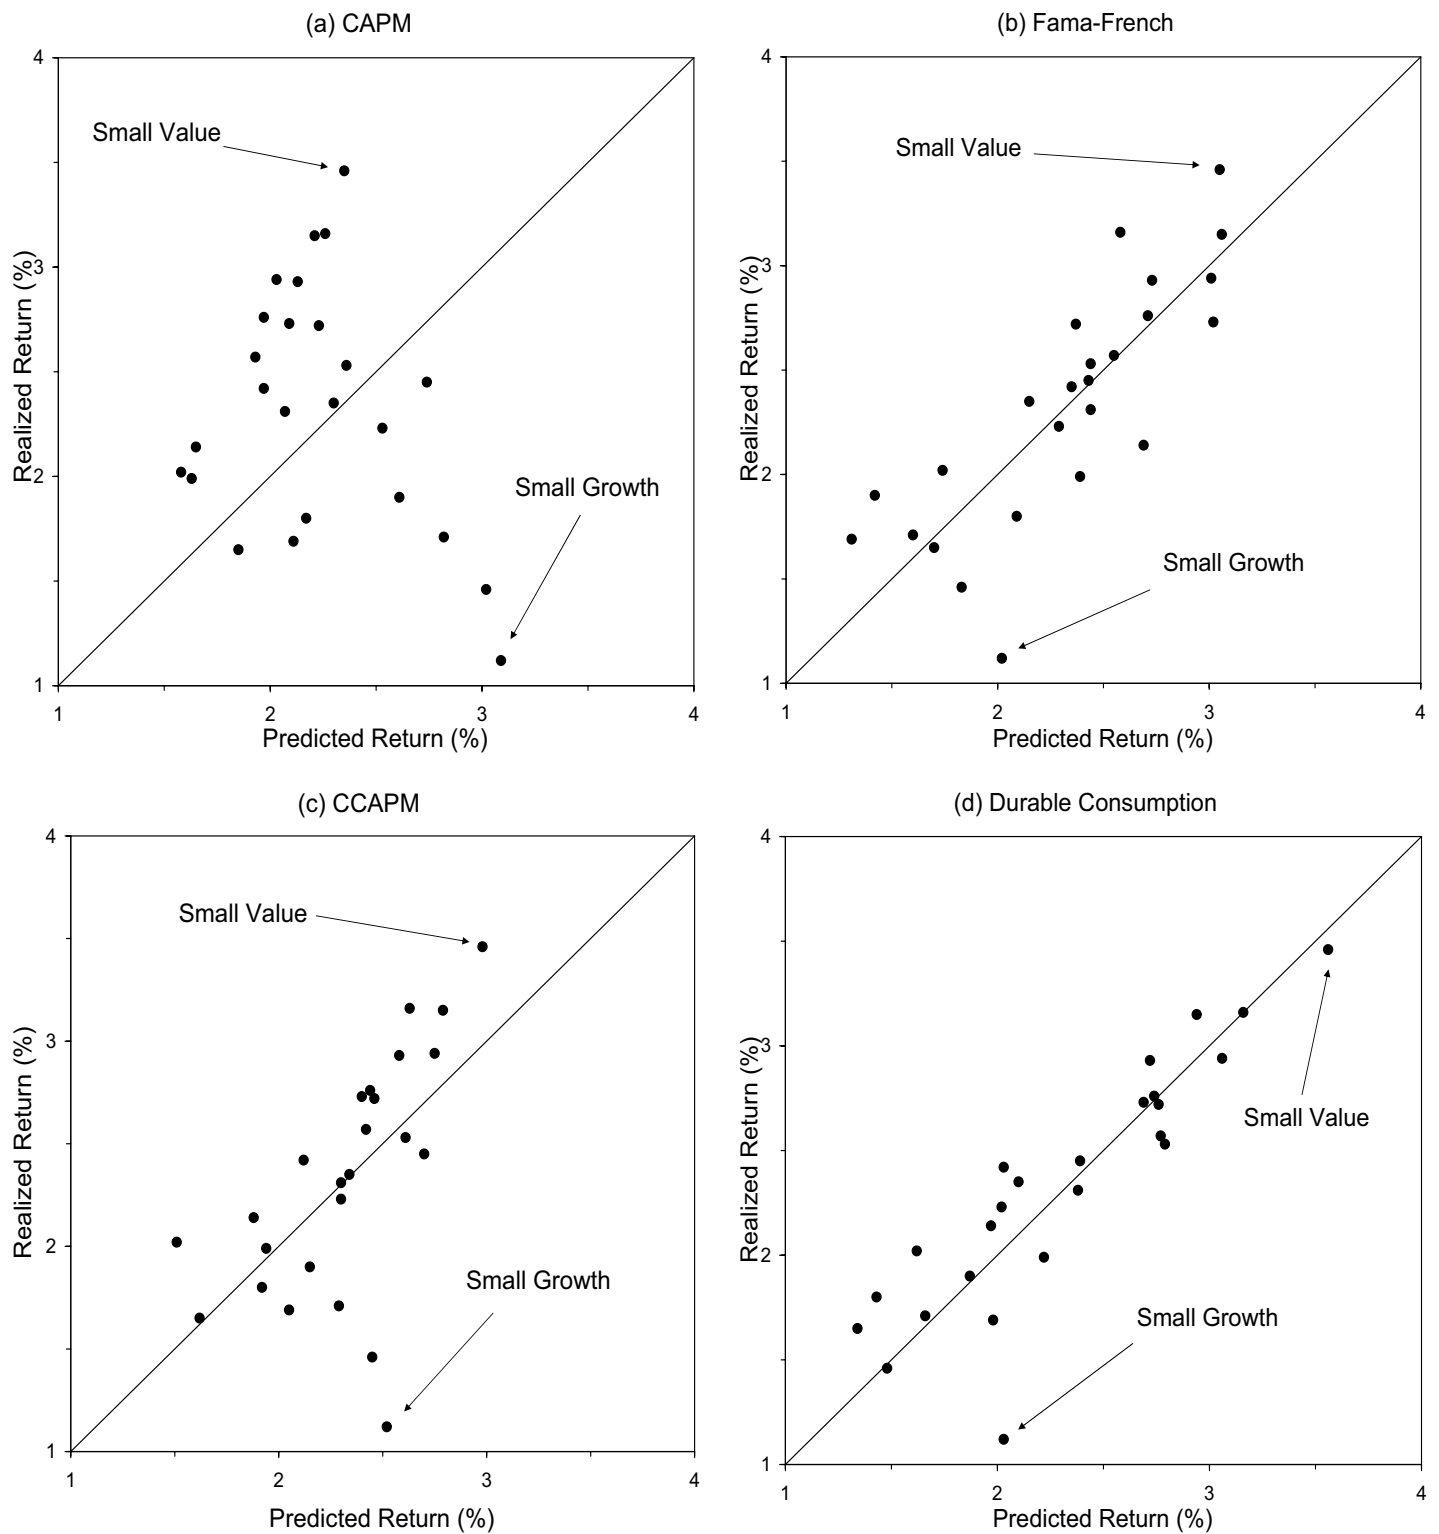 (a) CAPM
4
3
2
1
Realized Return (%)
Small Value
Small Growth
1 2 3 4
Predicted Return (%)
(b) Fama-French
4
3
2
1
Realized Return (%)
Small Value
Small Growth
1 2 3 4
Predicted Return (%)
(c) CCAPM
4
3
2
1
Realized Return (%)
Small Value
Small Growth
1 2 3 4
Predicted Return (%)
(d) Durable Consumption
4
3
2
1
Realized Return (%)
Small Value
Small Growth
1 2 3 4
Predicted Return (%)